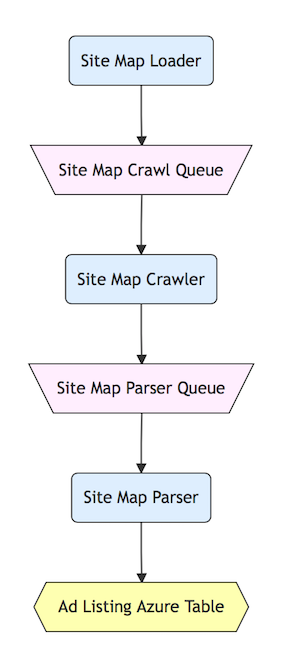 Site Map Loader
Site Map Crawl Queue
Site Map Crawler
Site Map Parser Queue
Site Map Parser
Ad Listing Azure Table